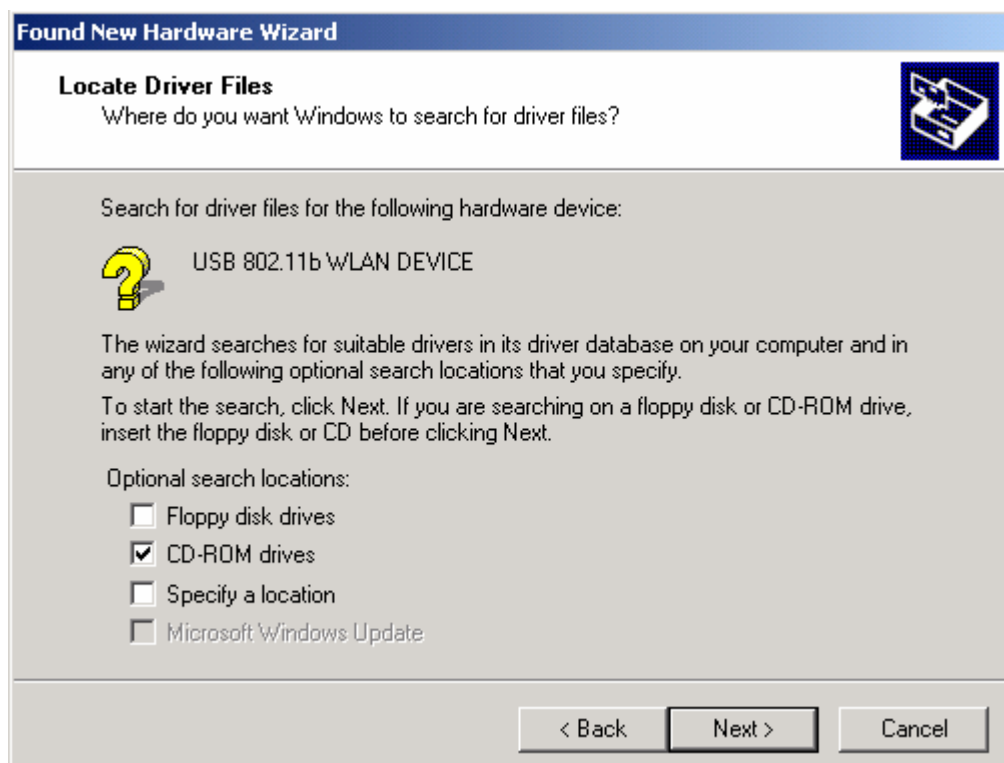 Found New Hardware Wizard
Locate Driver Files
Where do you want Windows to search for driver files?
Search for driver files for the following hardware device:
USB 802.11b WLAN DEVICE
The wizard searches for suitable drivers in its driver database on your computer and in
any of the following optional search locations that you specify.
To start the search, click Next. If you are searching on a floppy disk or CD-ROM drive,
insert the floppy disk or CD before clicking Next.
Optional search locations:
Floppy disk drives
CD-ROM drives
Specify a location
Microsoft Windows Update
< Back Next > Cancel